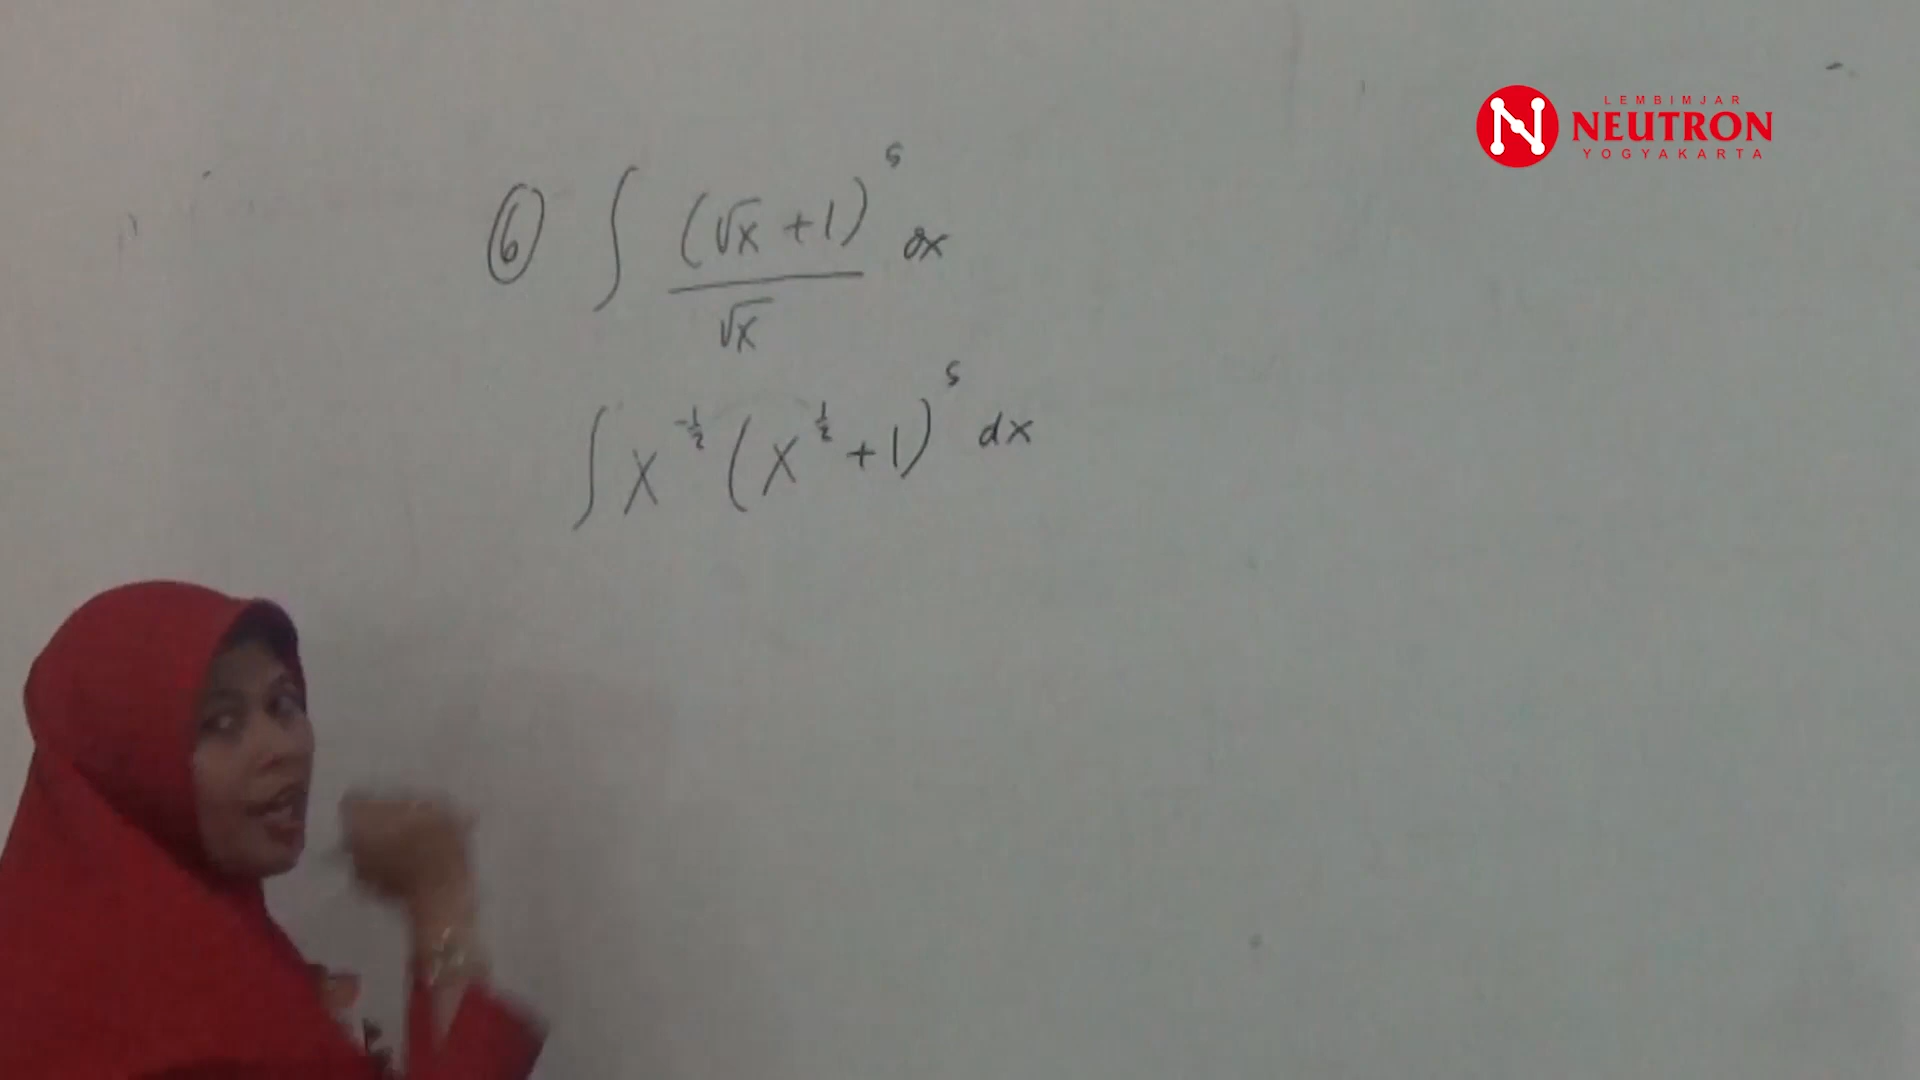 LEMBIMJAR
NEUTRON
YOGYAKARTA
⑥ ∫ (√x + 1)⁵ / √x dx
∫ x^(-1/2) (x^(1/2) + 1)⁵ dx